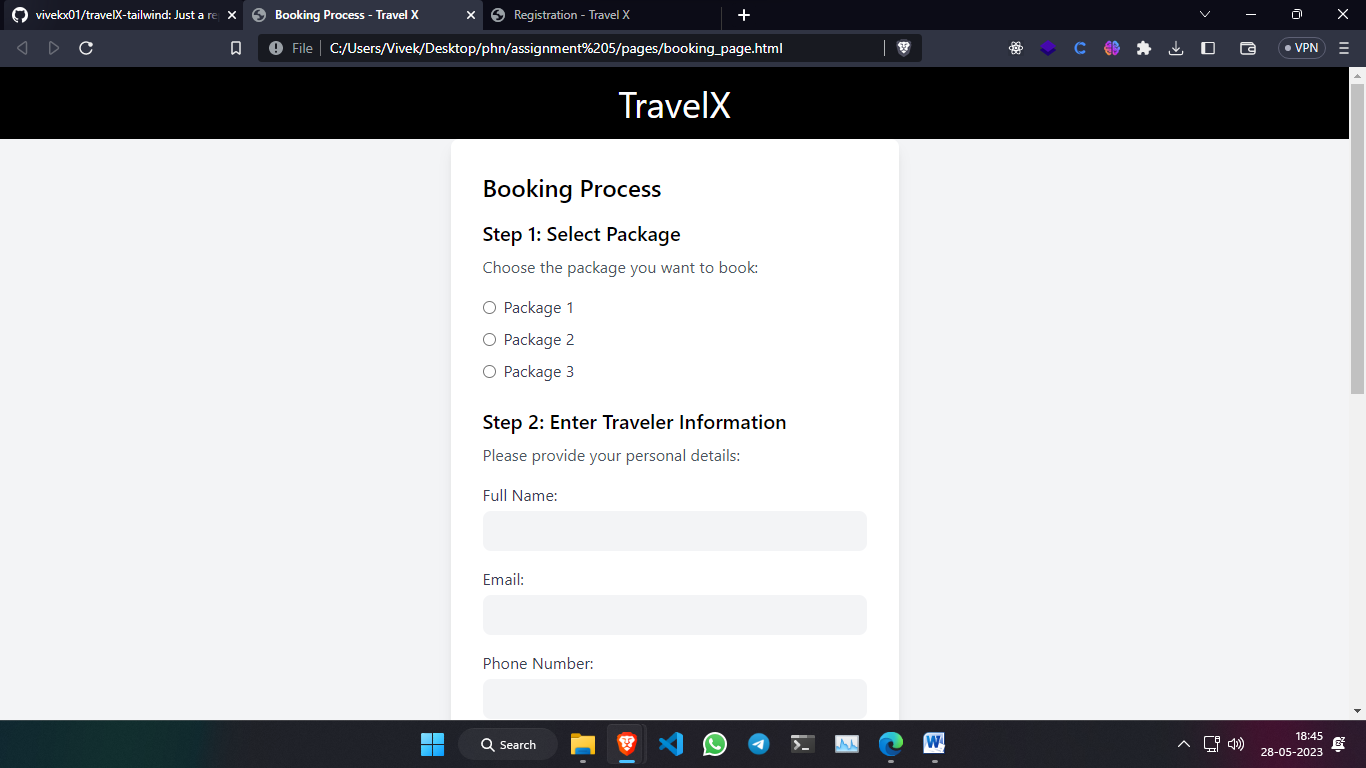 vivekx01/travelX-tailwind: Just a re
Booking Process - Travel X
Registration - Travel X
File
C:/Users/Vivek/Desktop/phn/assignment%205/pages/booking_page.html
VPN
TravelX
Booking Process
Step 1: Select Package
Choose the package you want to book:
Package 1
Package 2
Package 3
Step 2: Enter Traveler Information
Please provide your personal details:
Full Name:
Email:
Phone Number:
Search
18:45
28-05-2023